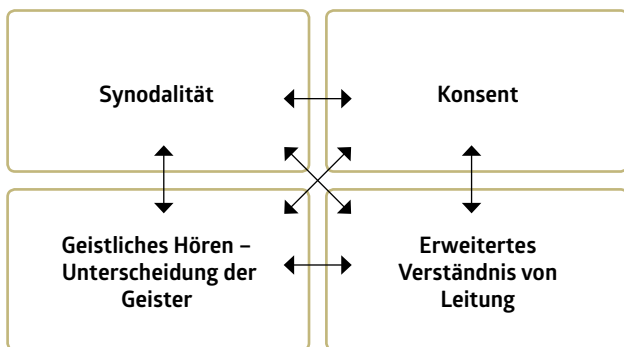 Synodalität
Konsent
Geistliches Hören –
Unterscheidung der
Geister
Erweitertes
Verständnis von
Leitung